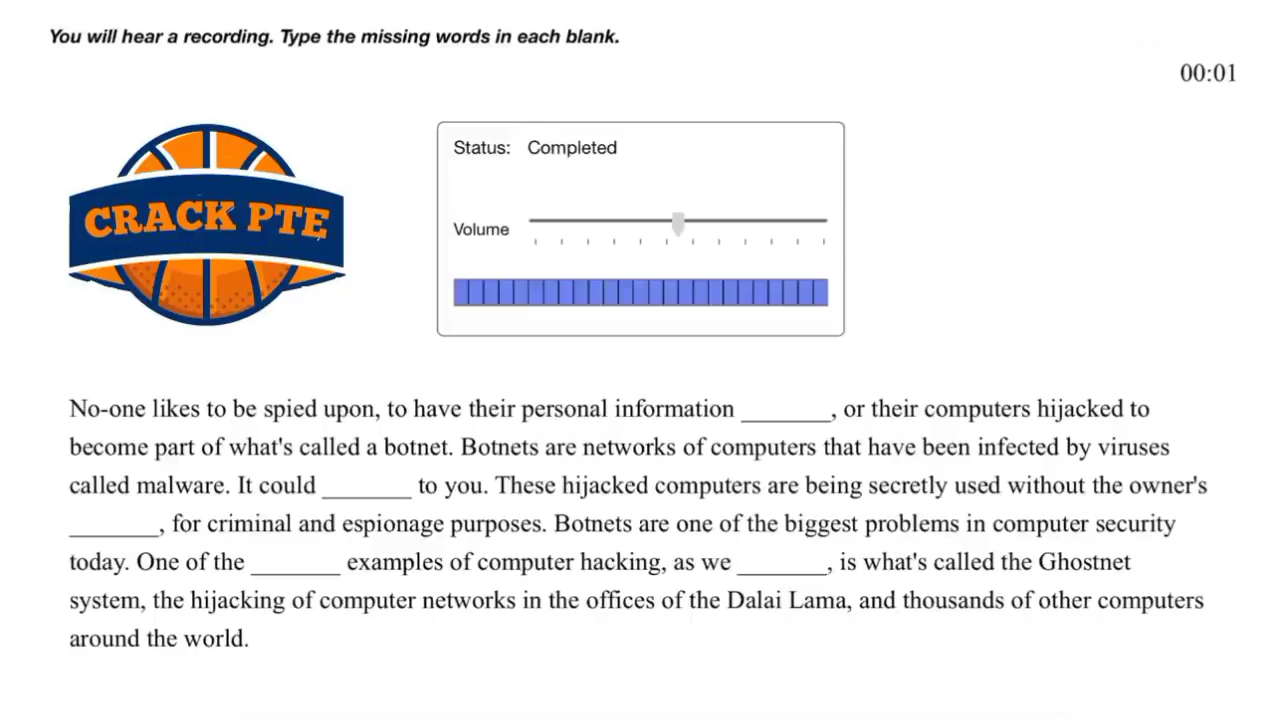 You will hear a recording. Type the missing words in each blank.
00:01
CRACK PTE
Status: Completed
Volume
No-one likes to be spied upon, to have their personal information _______, or their computers hijacked to
become part of what's called a botnet. Botnets are networks of computers that have been infected by viruses
called malware. It could _______ to you. These hijacked computers are being secretly used without the owner's
_______, for criminal and espionage purposes. Botnets are one of the biggest problems in computer security
today. One of the _______ examples of computer hacking, as we _______, is what's called the Ghostnet
system, the hijacking of computer networks in the offices of the Dalai Lama, and thousands of other computers
around the world.